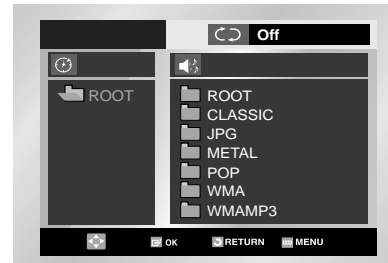 Off
ROOT
ROOT
CLASSIC
JPG
METAL
POP
WMA
WMAMP3
OK RETURN MENU